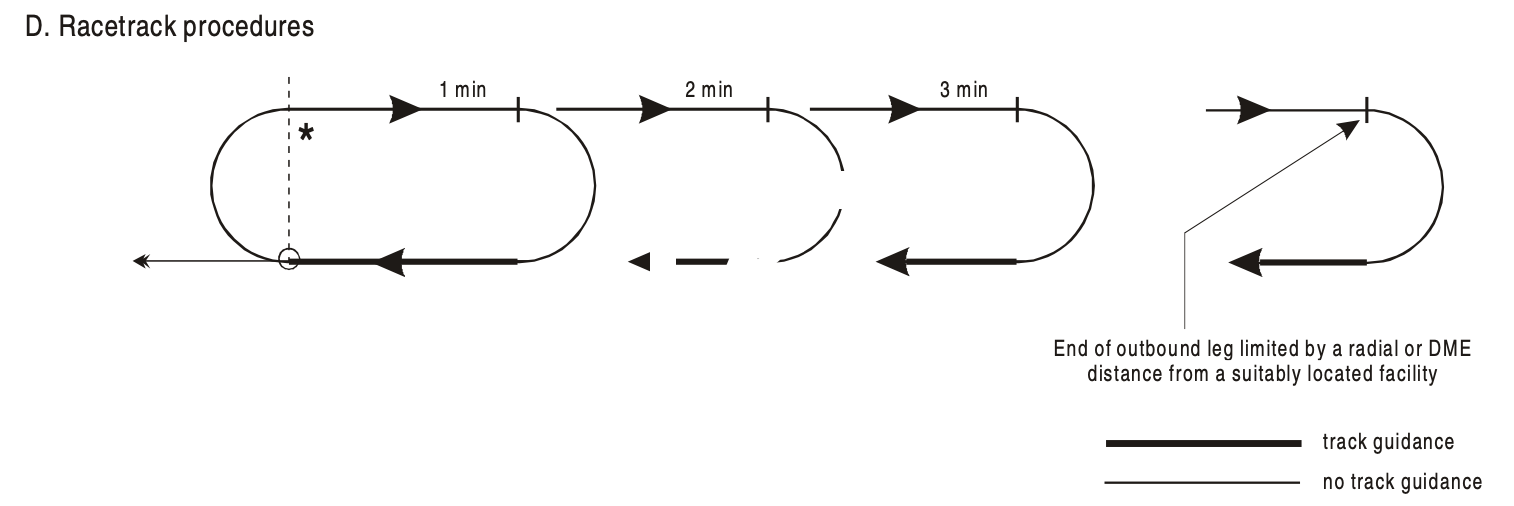 D. Racetrack procedures
1 min
2 min
3 min
*
End of outbound leg limited by a radial or DME
distance from a suitably located facility
track guidance
no track guidance